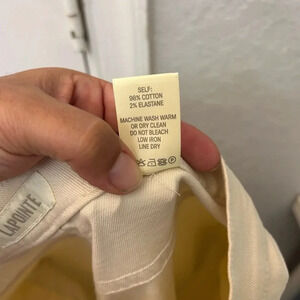 SELF:
98% COTTON
2% ELASTANE
MACHINE WASH WARM
OR DRY CLEAN
DO NOT BLEACH
LOW IRON
LINE DRY
LAPOINTE